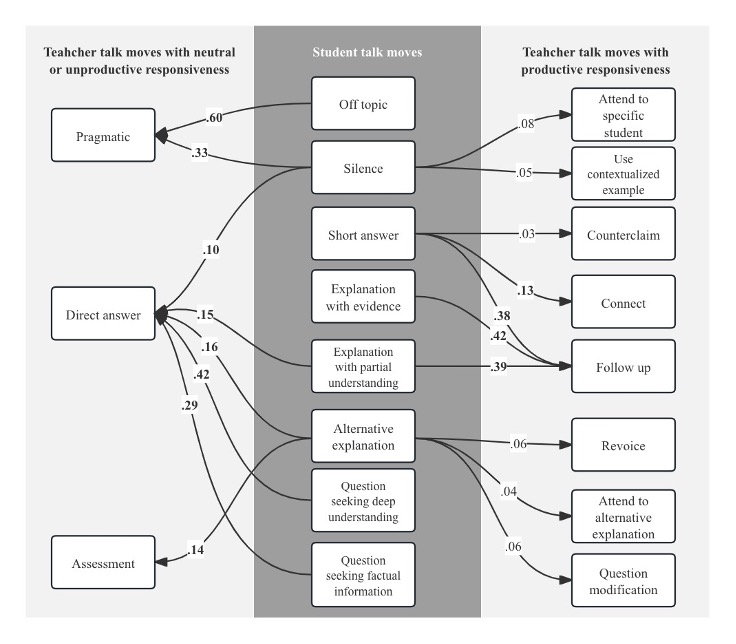 Teahcher talk moves with neutral
or unproductive responsiveness
Student talk moves
Teahcher talk moves with
productive responsiveness
Pragmatic
Direct answer
Assessment
Off topic
Silence
Short answer
Explanation
with evidence
Explanation
with partial
understanding
Alternative
explanation
Question
seeking deep
understanding
Question
seeking factual
information
Attend to
specific
student
Use
contextualized
example
Counterclaim
Connect
Follow up
Revoice
Attend to
alternative
explanation
Question
modification
.60
.33
.10
.15
.16
.42
.29
.14
.08
.05
.03
.13
.38
.42
.39
.06
.04
.06